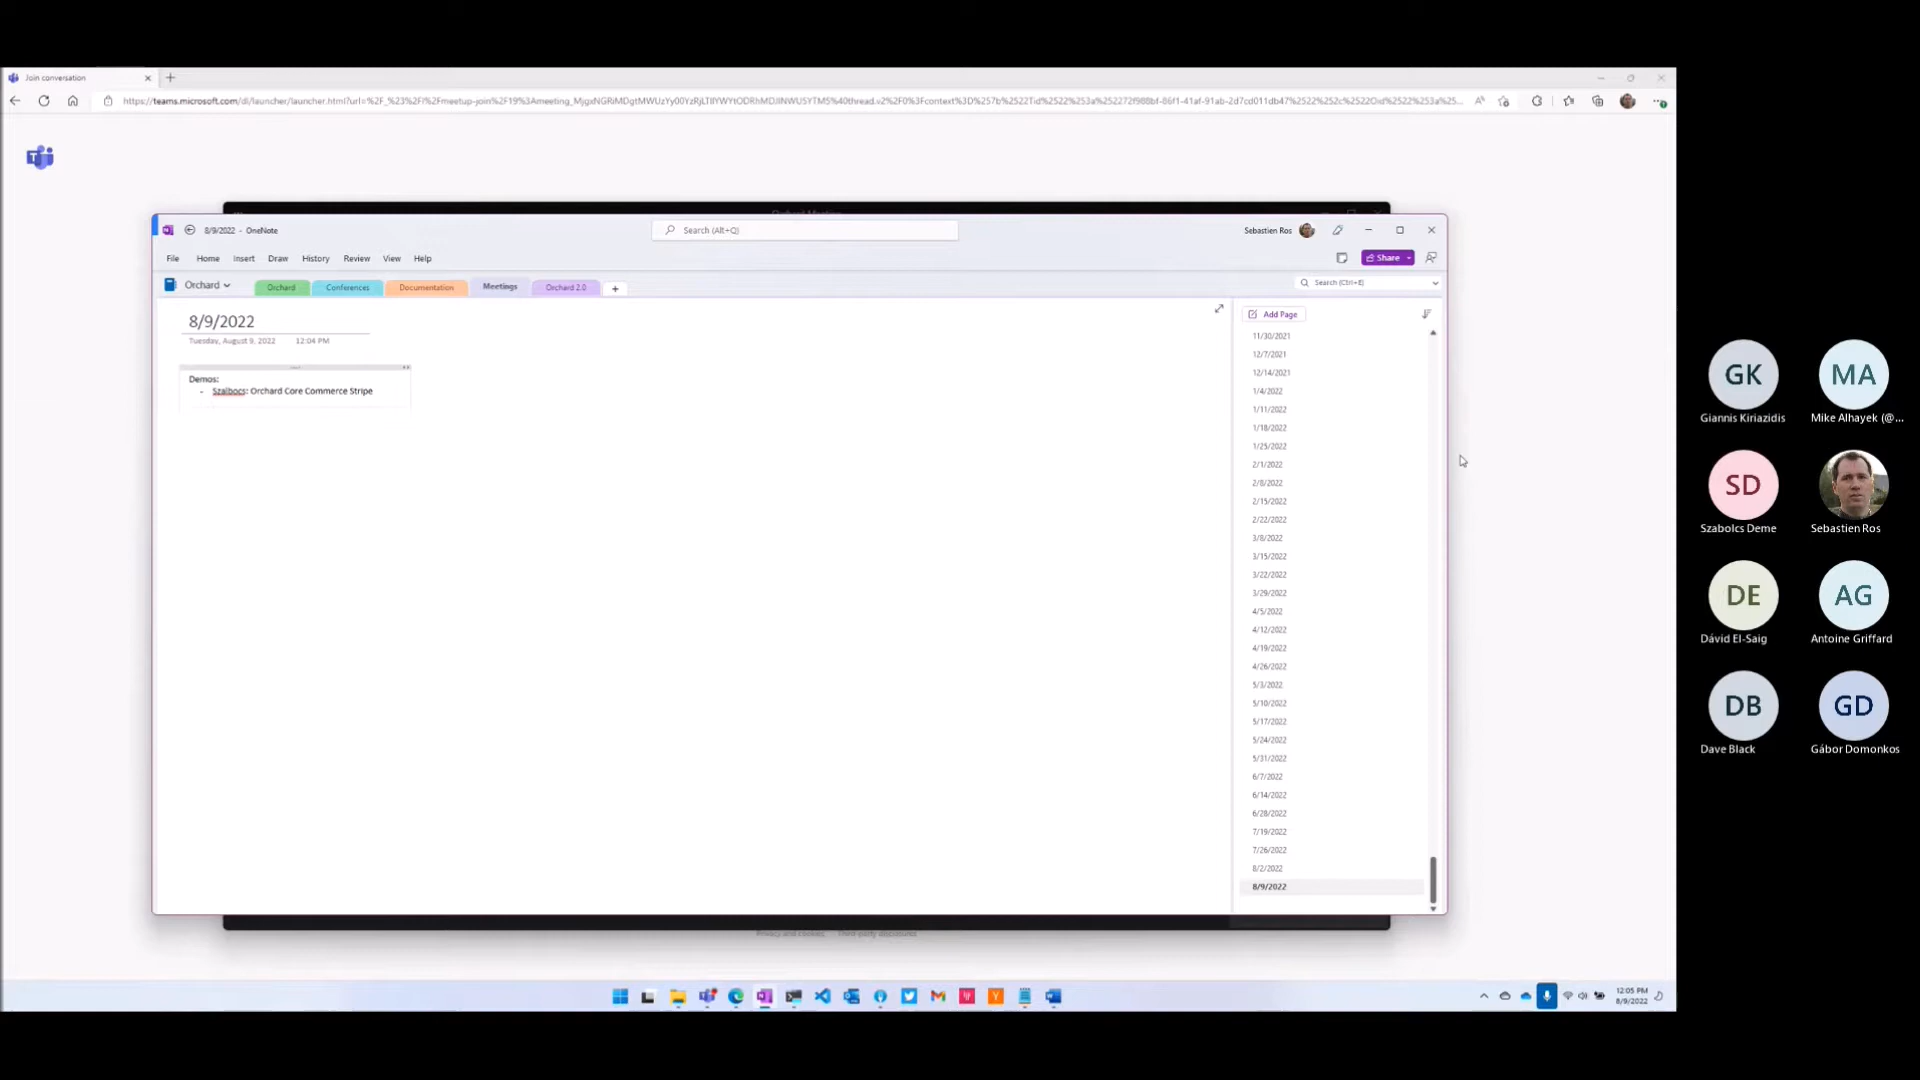 Join conversation
8/9/2022 - OneNote
Search (Alt+Q)
Sebastien Ros
File
Home
Insert
Draw
History
Review
View
Help
Share
Orchard
Orchard
Conferences
Documentation
Meetings
Orchard 2.0
Search (Ctrl+E)
8/9/2022
Tuesday, August 9, 2022
12:04 PM
Demos:
- Szalbocs: Orchard Core Commerce Stripe
Add Page
11/30/2021
12/7/2021
12/14/2021
1/4/2022
1/11/2022
1/18/2022
1/25/2022
2/1/2022
2/8/2022
2/15/2022
2/22/2022
3/8/2022
3/15/2022
3/22/2022
3/29/2022
4/5/2022
4/12/2022
4/19/2022
4/26/2022
5/3/2022
5/10/2022
5/17/2022
5/24/2022
5/31/2022
6/7/2022
6/14/2022
6/28/2022
7/19/2022
7/26/2022
8/2/2022
8/9/2022
Privacy and cookies
Third-party disclosures
12:05 PM
8/9/2022
GK
Giannis Kiriazidis
MA
Mike Alhayek (@...
SD
Szabolcs Deme
Sebastien Ros
DE
Dávid El-Saig
AG
Antoine Griffard
DB
Dave Black
GD
Gábor Domonkos